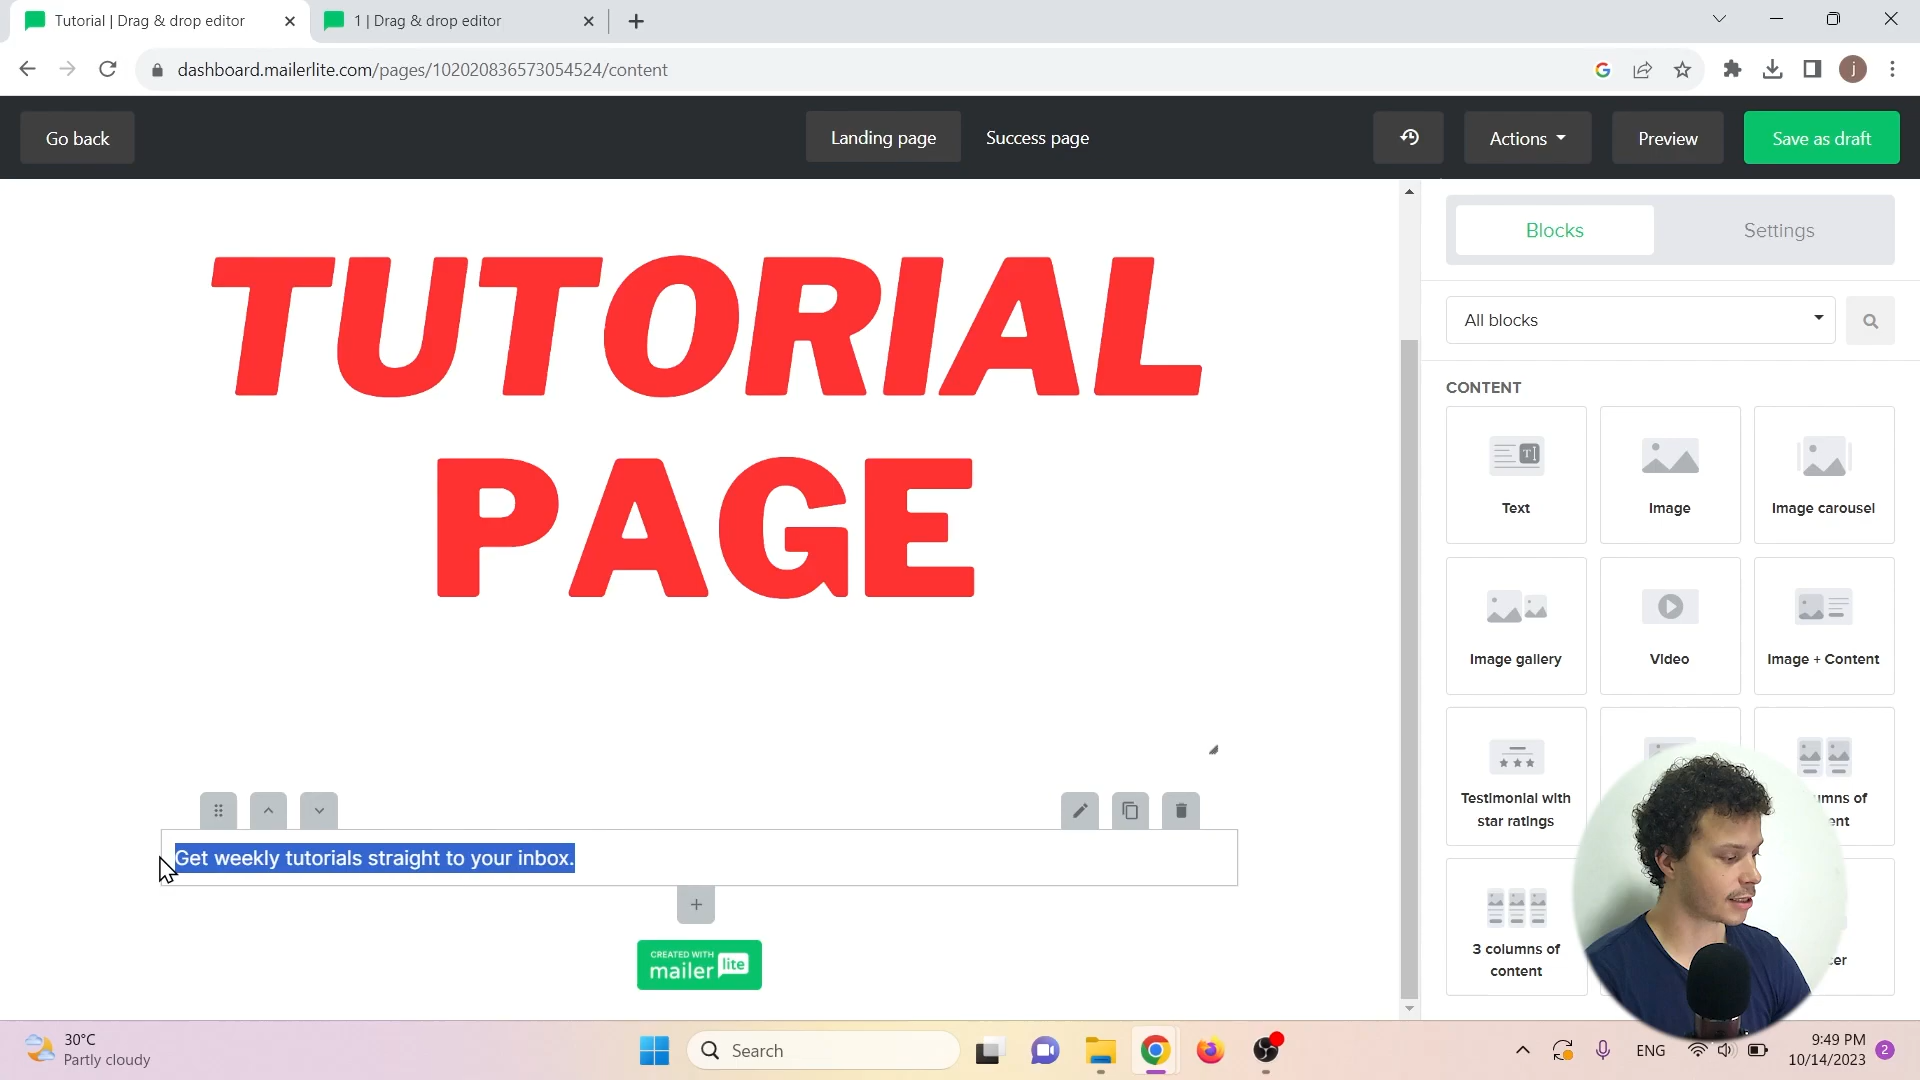 Tutorial | Drag & drop editor
1 | Drag & drop editor
dashboard.mailerlite.com/pages/102020836573054524/content
j
Go back
Landing page
Success page
Actions
Preview
Save as draft
TUTORIAL
PAGE
Blocks
Settings
All blocks
CONTENT
Text
Image
Image carousel
Image gallery
Video
Image + Content
Testimonial with
star ratings
3 columns of
content
Get weekly tutorials straight to your inbox.
CREATED WITH
mailer lite
30°C
Partly cloudy
Search
ENG
9:49 PM
10/14/2023
2